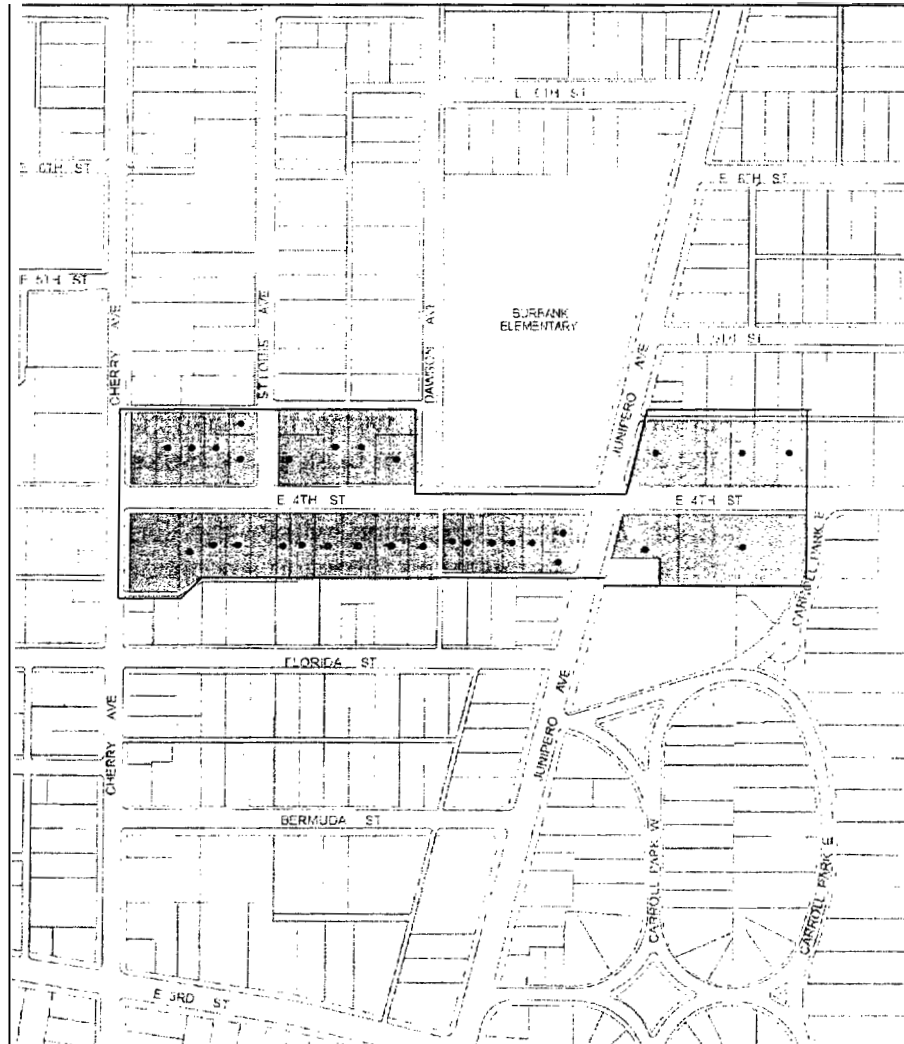 E 6TH ST
E 6TH ST
E 6TH ST
E 5TH ST
CHERRY AVE
ST LOUIS AVE
DAWSON AVE
BURBANK
ELEMENTARY
JUNIPERO AVE
E 5TH ST
E 4TH ST
E 4TH ST
CARROLL PARK E
FLORIDA ST
CHERRY AVE
JUNIPERO AVE
BERMUDA ST
CARROLL PARK W
CARROLL PARK E
E 3RD ST